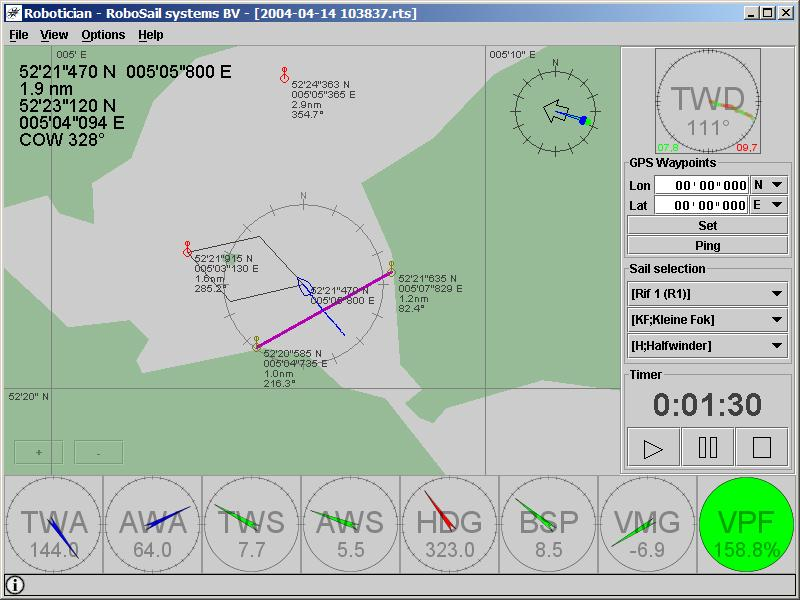 Robotician - RoboSail systems BV - [2004-04-14 103837.rts]
File View Options Help
005' E
005'10" E
52'21"470 N 005'05"800 E
1.9 nm
52'23"120 N
005'04"094 E
COW 328°
52'24"363 N
005'05"365 E
2.9nm
354.7°
N
N
52'21"915 N
005'03"130 E
1.6nm
285.2°
52'21"470 N
005'05"800 E
52'21"635 N
005'07"829 E
1.2nm
82.4°
52'20"585 N
005'04"735 E
1.0nm
216.3°
52'20" N
+ -
TWD
111°
07,8 09,7
GPS Waypoints
Lon 00'00"000 N
Lat 00'00"000 E
Set
Ping
Sail selection
[Rif 1 (R1)]
[KF;Kleine Fok]
[H;Halfwinder]
Timer
0:01:30
TWA AWA TWS AWS HDG BSP VMG VPF
144.0 64.0 7.7 5.5 323.0 8.5 -6.9 158.8%